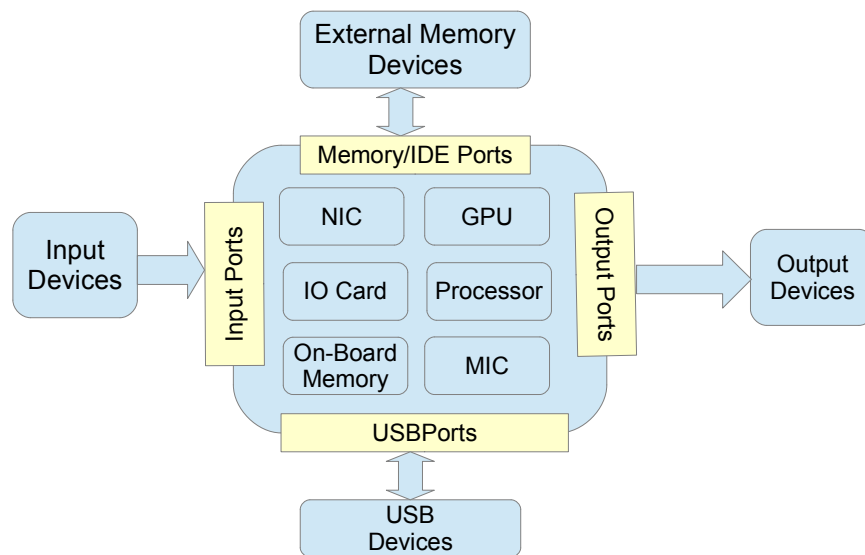 External Memory
Devices
Memory/IDE Ports
NIC
GPU
Input
Devices
Input Ports
IO Card
Processor
Output Ports
Output
Devices
On-Board
Memory
MIC
USBPorts
USB
Devices